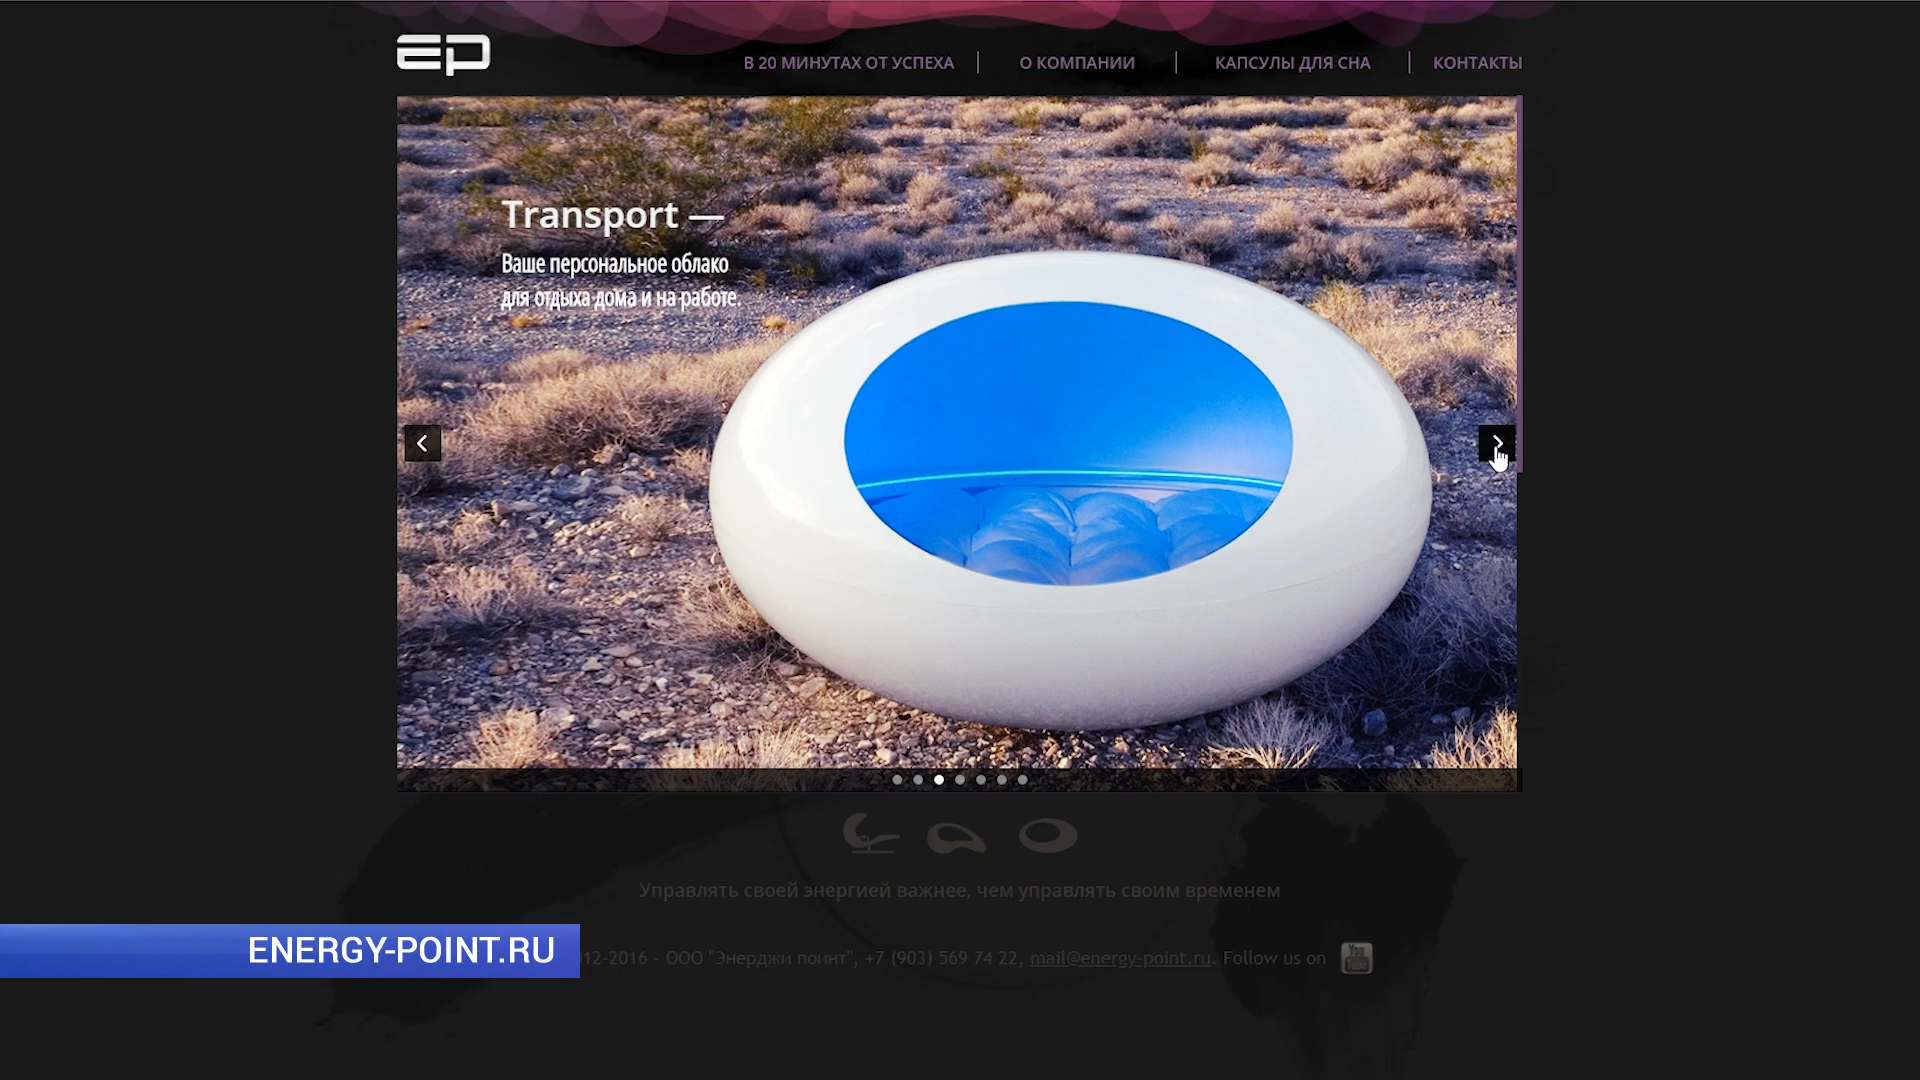 EP
В 20 МИНУТАХ ОТ УСПЕХА
О КОМПАНИИ
КАПСУЛЫ ДЛЯ СНА
КОНТАКТЫ
Transport —
Ваше персональное облако
для отдыха дома и на работе.
Управлять своей энергией важнее, чем управлять своим временем
ENERGY-POINT.RU
12-2016 - ООО "Энерджи поинт", +7 (903) 569 74 22, mail@energy-point.ru. Follow us on
You
Tube